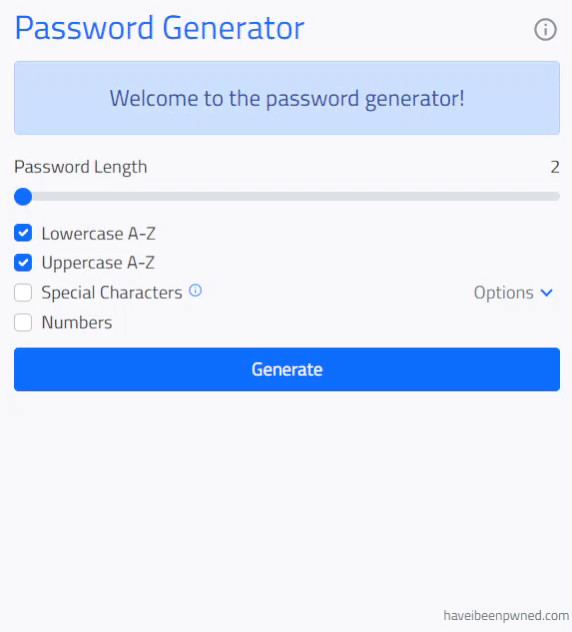 Password Generator
Welcome to the password generator!
Password Length 2
Lowercase A-Z
Uppercase A-Z
Special Characters Options
Numbers
Generate
haveibeenpwned.com